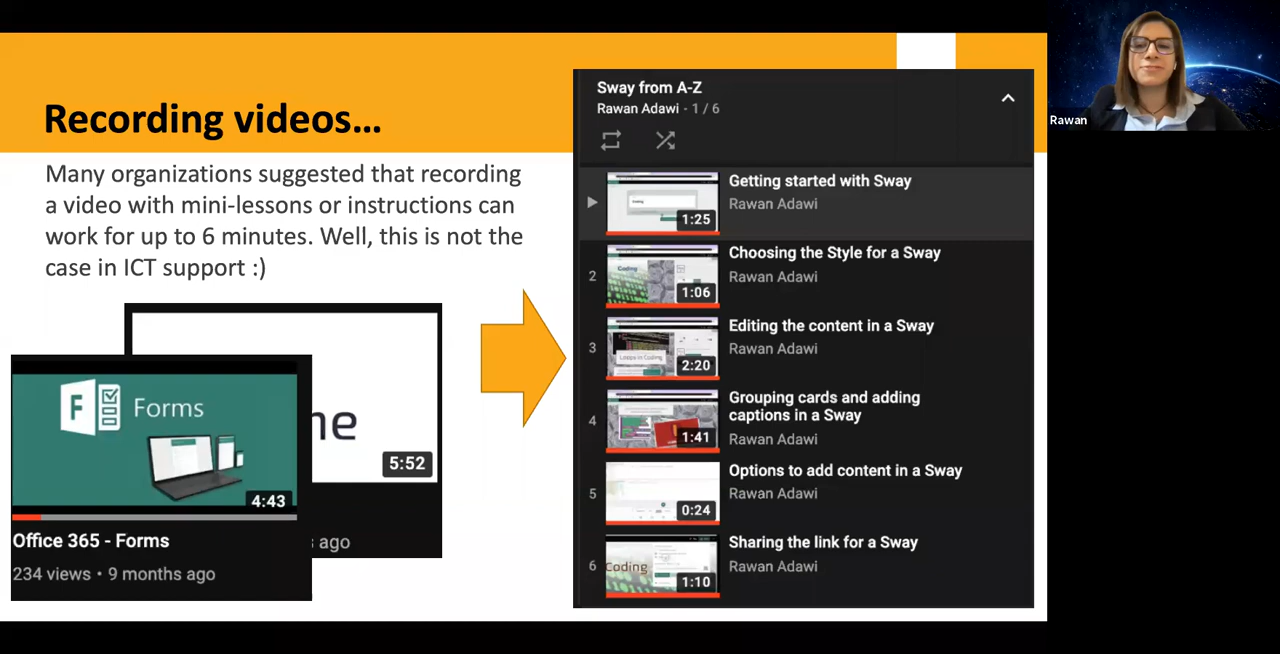 Recording videos...
Many organizations suggested that recording
a video with mini-lessons or instructions can
work for up to 6 minutes. Well, this is not the
case in ICT support :)
F Forms
4:43
Office 365 - Forms
234 views • 9 months ago
ne
5:52
ago
Sway from A-Z
Rawan Adawi - 1 / 6
Getting started with Sway
Rawan Adawi
1:25
2
Choosing the Style for a Sway
Rawan Adawi
Coding
1:06
3
Editing the content in a Sway
Rawan Adawi
Loops in Coding
2:20
4
Grouping cards and adding
captions in a Sway
Rawan Adawi
1:41
5
Options to add content in a Sway
Rawan Adawi
0:24
6
Sharing the link for a Sway
Rawan Adawi
Coding
1:10
Rawan